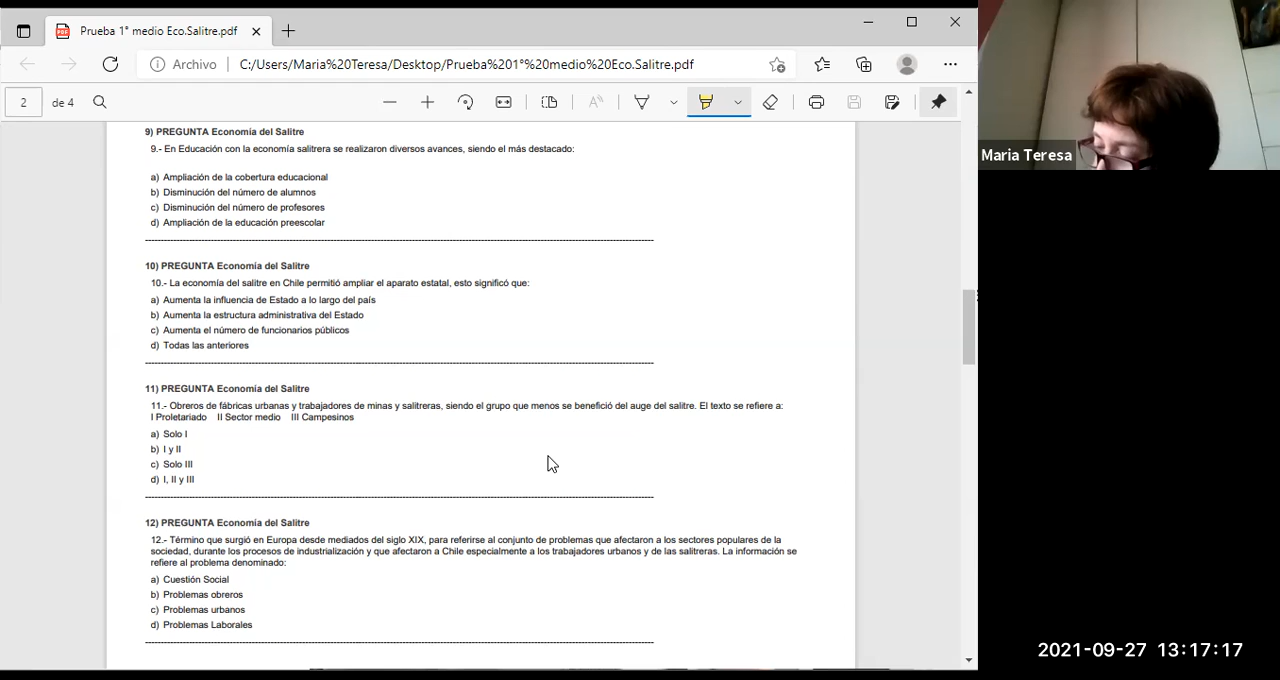 Prueba 1° medio Eco.Salitre.pdf
Archivo C:/Users/Maria%20Teresa/Desktop/Prueba%201°%20medio%20Eco.Salitre.pdf
2 de 4
9) PREGUNTA Economía del Salitre
9.- En Educación con la economía salitrera se realizaron diversos avances, siendo el más destacado:
a) Ampliación de la cobertura educacional
b) Disminución del número de alumnos
c) Disminución del número de profesores
d) Ampliación de la educación preescolar
10) PREGUNTA Economía del Salitre
10.- La economía del salitre en Chile permitió ampliar el aparato estatal, esto significó que:
a) Aumenta la influencia de Estado a lo largo del país
b) Aumenta la estructura administrativa del Estado
c) Aumenta el número de funcionarios públicos
d) Todas las anteriores
11) PREGUNTA Economía del Salitre
11.- Obreros de fábricas urbanas y trabajadores de minas y salitreras, siendo el grupo que menos se benefició del auge del salitre. El texto se refiere a:
I Proletariado II Sector medio III Campesinos
a) Solo I
b) I y II
c) Solo III
d) I, II y III
12) PREGUNTA Economía del Salitre
12.- Término que surgió en Europa desde mediados del siglo XIX, para referirse al conjunto de problemas que afectaron a los sectores populares de la
sociedad, durante los procesos de industrialización y que afectaron a Chile especialmente a los trabajadores urbanos y de las salitreras. La información se
refiere al problema denominado:
a) Cuestión Social
b) Problemas obreros
c) Problemas urbanos
d) Problemas Laborales
Maria Teresa
2021-09-27 13:17:17